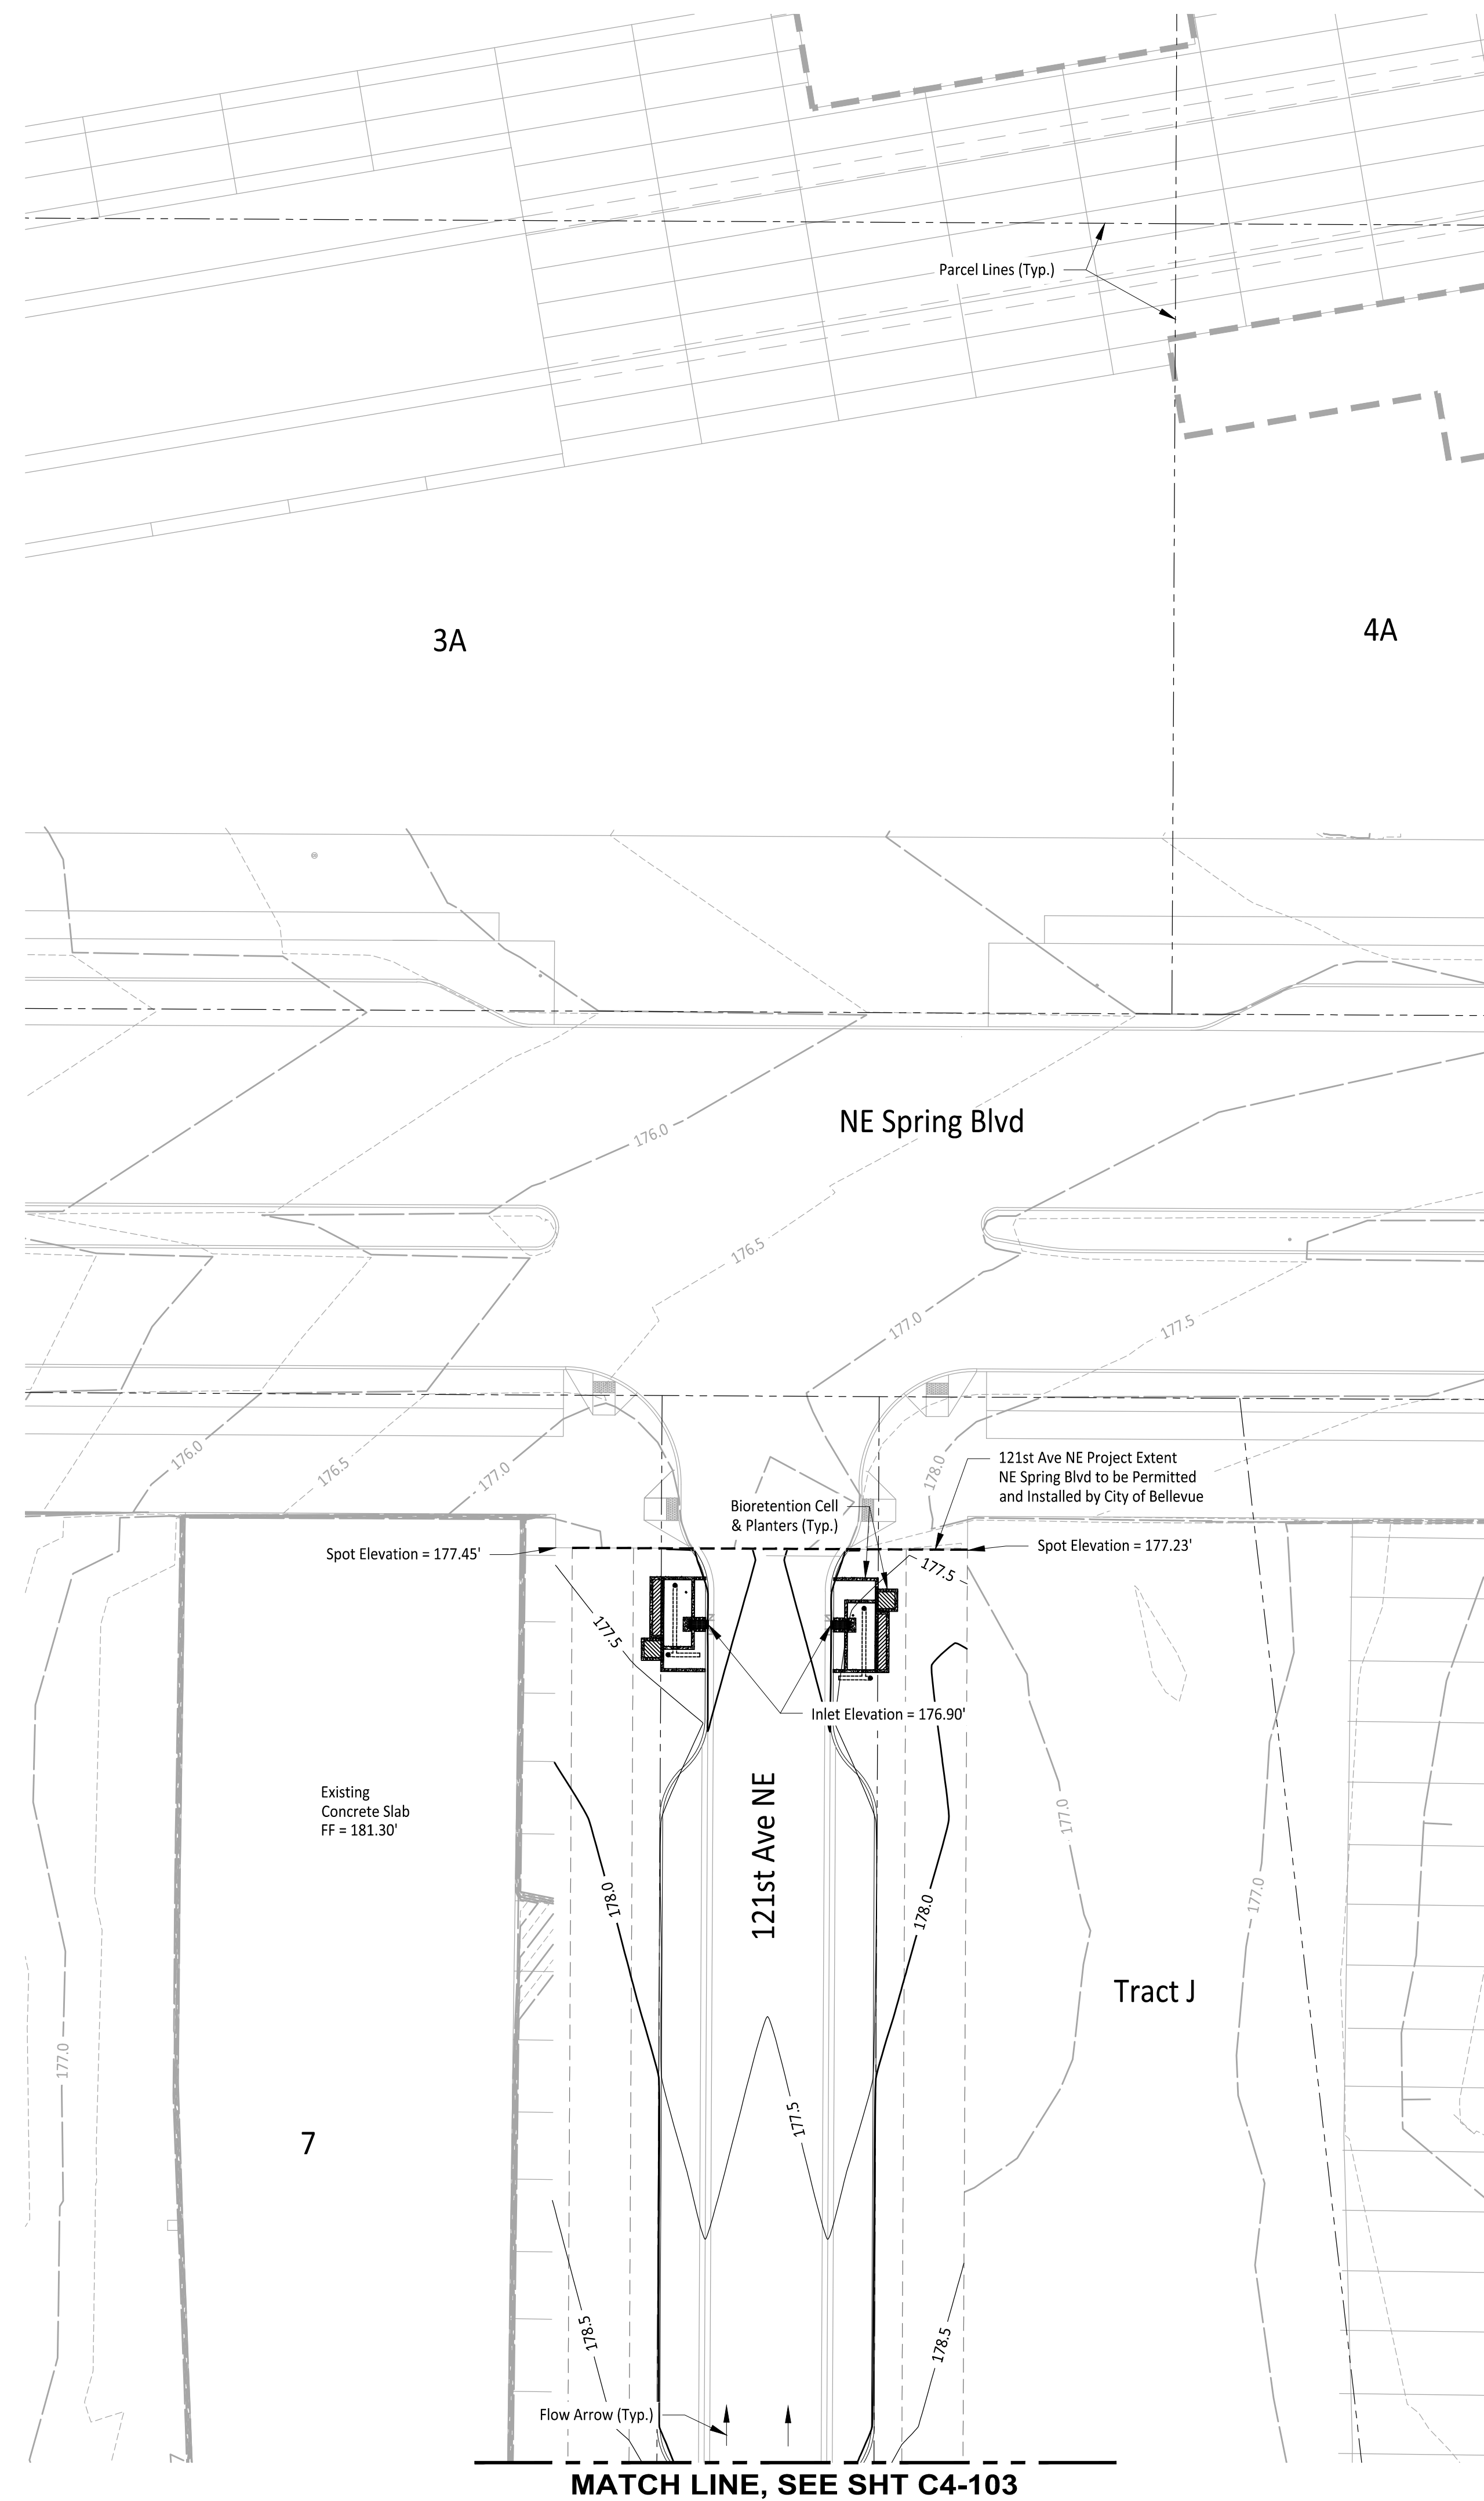 Parcel Lines (Typ.)
3A
4A
NE Spring Blvd
176.0
176.5
177.0
177.5
176.0
176.5
177.0
178.0
121st Ave NE Project Extent
NE Spring Blvd to be Permitted
and Installed by City of Bellevue
Bioretention Cell
& Planters (Typ.)
Spot Elevation = 177.45'
Spot Elevation = 177.23'
177.5
177.5
Inlet Elevation = 176.90'
Existing
Concrete Slab
FF = 181.30'
121st Ave NE
178.0
178.0
177.0
177.0
Tract J
177.0
177.5
7
178.5
178.5
Flow Arrow (Typ.)
MATCH LINE, SEE SHT C4-103